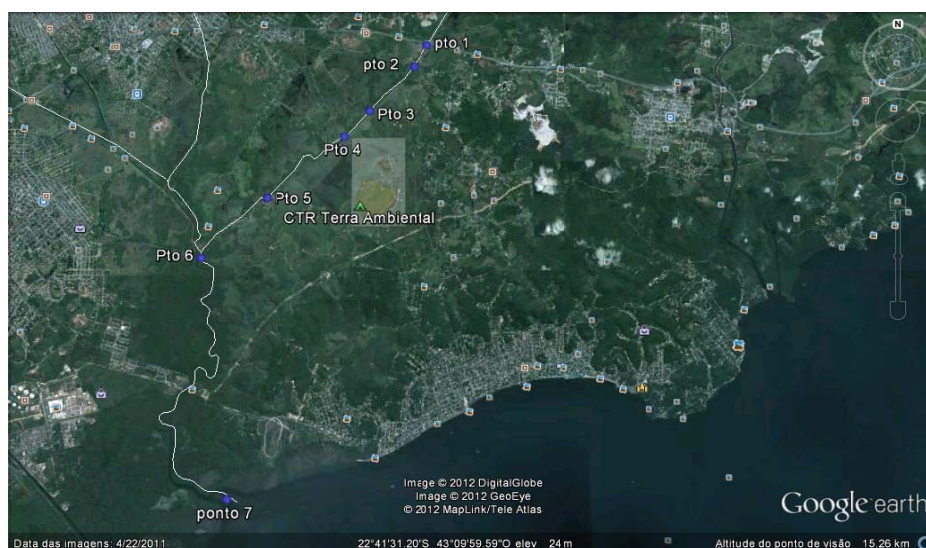 N
pto 1
pto 2
Pto 3
Pto 4
Pto 5
CTR Terra Ambiental
Pto 6
ponto 7
Image © 2012 DigitalGlobe
Image © 2012 GeoEye
© 2012 MapLink/Tele Atlas
Google earth
Data das imagens: 4/22/2011 22°41'31.20"S 43°09'59.59"O elev 24 m Altitude do ponto de visão 15.26 km